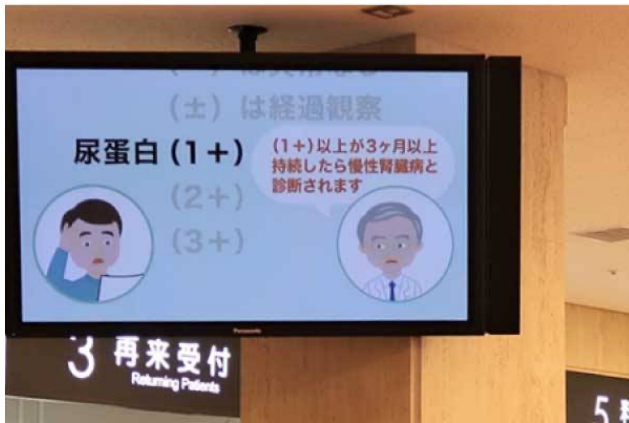 (±) は経過観察
尿蛋白 (1+)
(1+) 以上が3ヶ月以上
持続したら慢性腎臓病と
診断されます
(2+)
(3+)
Panasonic
3 再来受付
Returning Patients
5